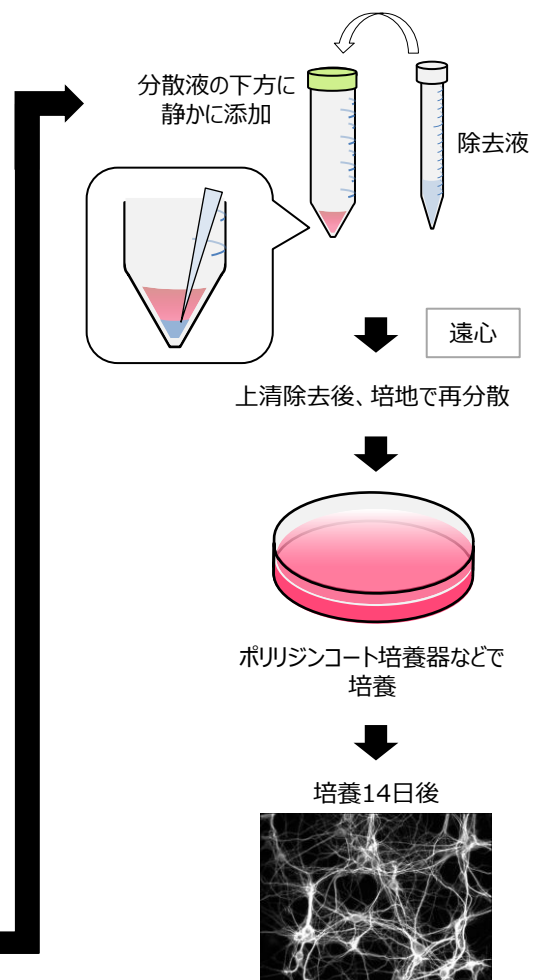 分散液の下方に
静かに添加
除去液
遠心
上清除去後、培地で再分散
ポリリジンコート培養器などで
培養
培養14日後